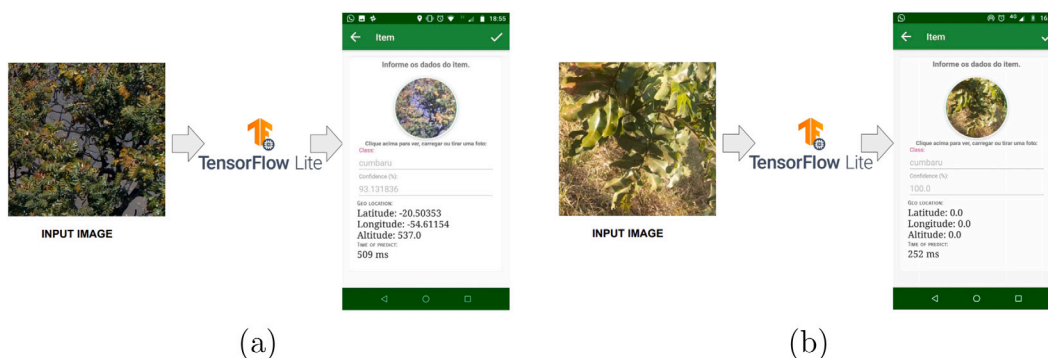 18:55
Item
Informe os dados do item.
Clique acima para ver, carregar ou tirar uma foto:
Class:
cumbaru
Confidence (%):
93.131836
GEO LOCATION:
Latitude: -20.50353
Longitude: -54.61154
Altitude: 537.0
TIME OF PREDICT:
509 ms
TensorFlow Lite
INPUT IMAGE
(a)
4G 16
Item
Informe os dados do item.
Clique acima para ver, carregar ou tirar uma foto:
Class:
cumbaru
Confidence (%):
100.0
GEO LOCATION:
Latitude: 0.0
Longitude: 0.0
Altitude: 0.0
TIME OF PREDICT:
252 ms
TensorFlow Lite
INPUT IMAGE
(b)